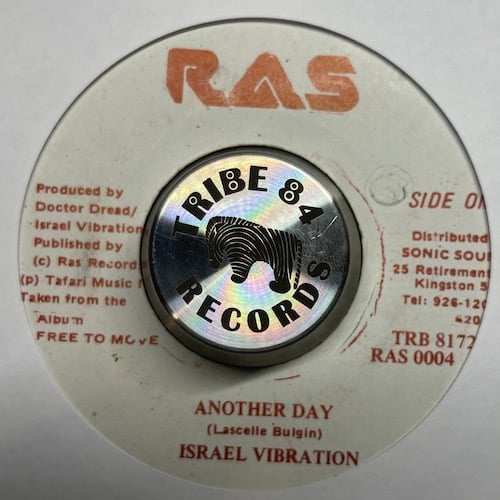 RAS
Produced by
Doctor Dread/
Israel Vibration
Published by
(c) Ras Records
(p) Tafari Music
Taken from the
Album
FREE TO MOVE
TRIBE 84
RECORDS
SIDE
Distributed
SONIC
25 Retirement
Kingston 5
Tel: 926-12
620
TRB 8172
RAS 0004
ANOTHER DAY
(Lascelle Bulgin)
ISRAEL VIBRATION